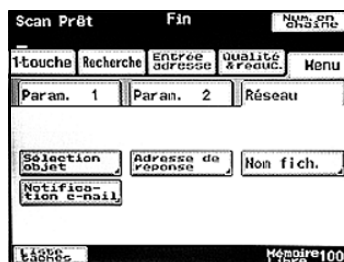 Scan Prêt Fin Num. en chaîne
1-touche Recherche Entrée adresse Qualité & réduc. Menu
Param. 1 Param. 2 Réseau
Sélection objet Adresse de réponse Nom fich.
Notification e-mail
Liste tâches Mémoire Libre 100